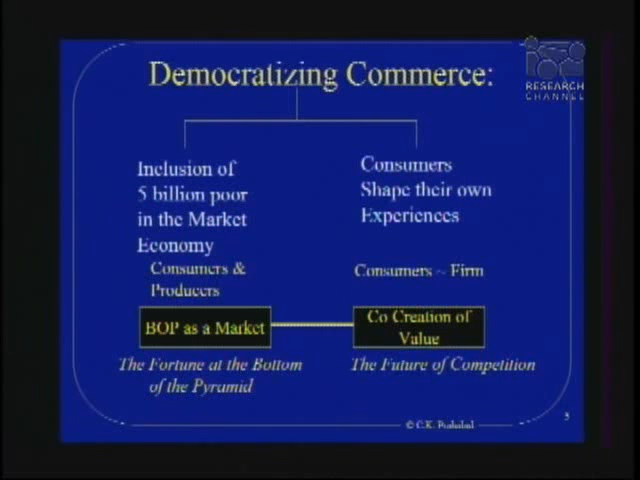 Democratizing Commerce:
RESEARCH
CHANNEL
Inclusion of
5 billion poor
in the Market
Economy
Consumers &
Producers
BOP as a Market
The Fortune at the Bottom
of the Pyramid
Consumers
Shape their own
Experiences
Consumers ~ Firm
Co Creation of
Value
The Future of Competition
© C.K. Prahalad
5